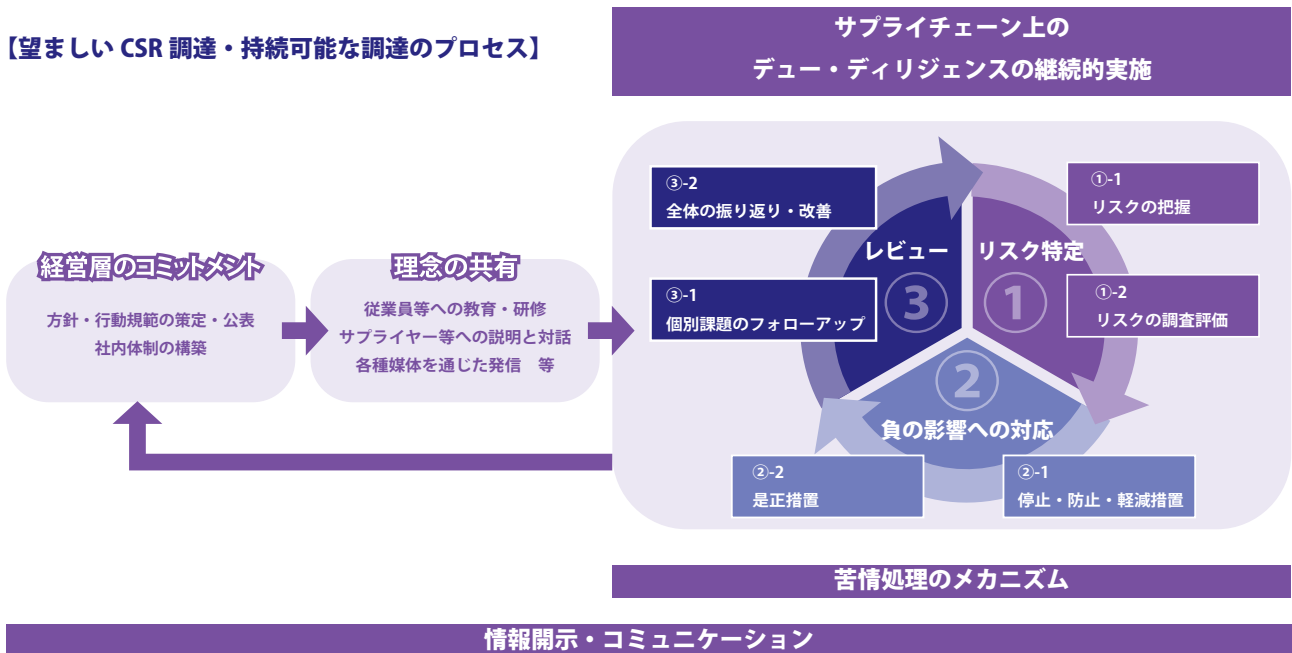 【望ましい CSR 調達・持続可能な調達のプロセス】
サプライチェーン上の
デュー・ディリジェンスの継続的実施
経営層のコミットメント
方針・行動規範の策定・公表
社内体制の構築
理念の共有
従業員等への教育・研修
サプライヤー等への説明と対話
各種媒体を通じた発信　等
リスク特定
①
①-1
リスクの把握
①-2
リスクの調査評価
②
負の影響への対応
②-1
停止・防止・軽減措置
②-2
是正措置
レビュー
③
③-1
個別課題のフォローアップ
③-2
全体の振り返り・改善
苦情処理のメカニズム
情報開示・コミュニケーション